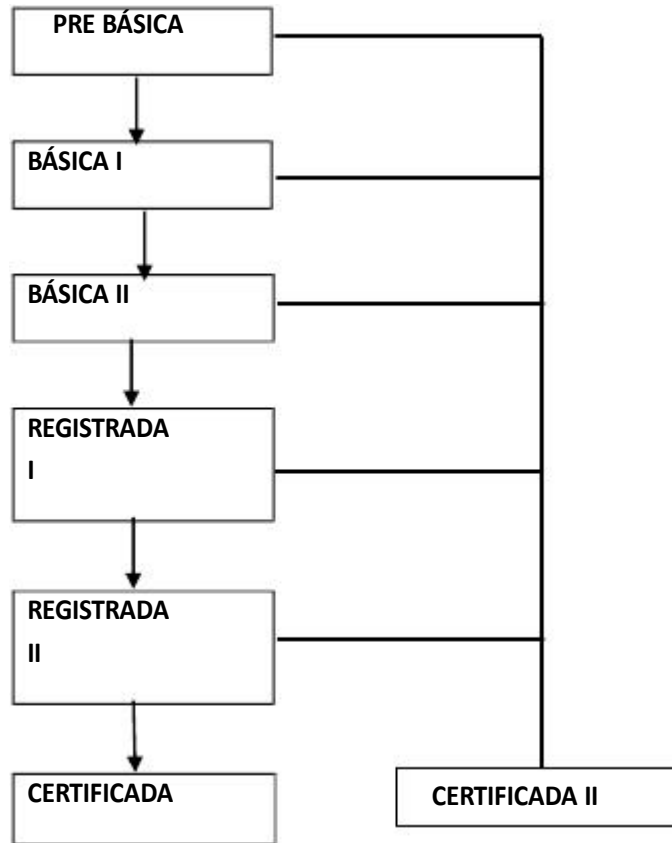 PRE BÁSICA
BÁSICA I
BÁSICA II
REGISTRADA
I
REGISTRADA
II
CERTIFICADA
CERTIFICADA II